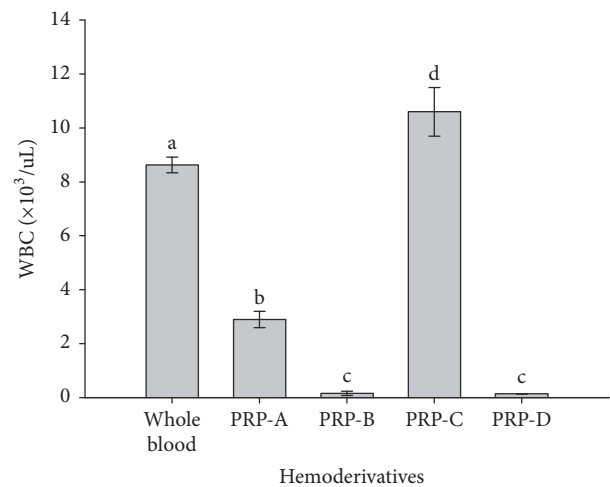 14
12
10
8
6
4
2
0
WBC (×10³/uL)
a
b
c
d
c
Whole
blood
PRP-A
PRP-B
PRP-C
PRP-D
Hemoderivatives